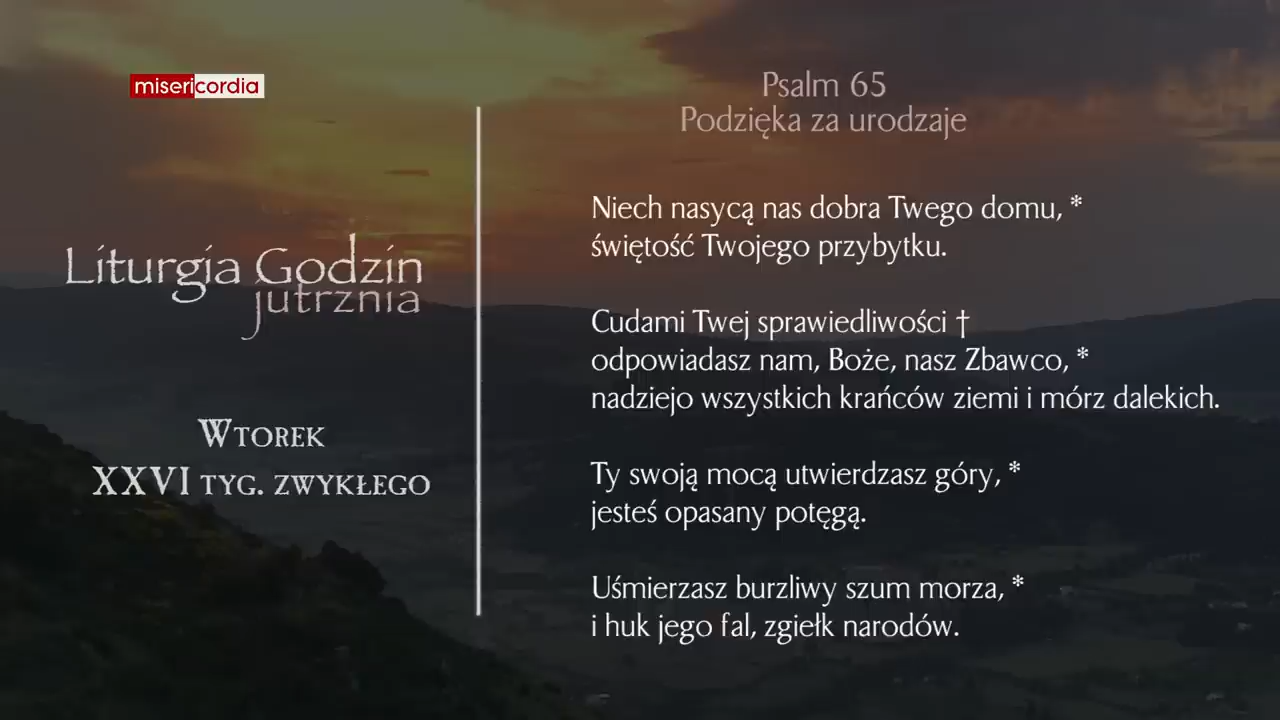 misericordia
Liturgia Godzin
jutrznia
Wtorek
XXVI tyg. zwykłego
Psalm 65
Podzięka za urodzaje
Niech nasycą nas dobra Twego domu, *
świętość Twojego przybytku.
Cudami Twej sprawiedliwości †
odpowiadasz nam, Boże, nasz Zbawco, *
nadziejo wszystkich krańców ziemi i mórz dalekich.
Ty swoją mocą utwierdzasz góry, *
jesteś opasany potęgą.
Uśmierzasz burzliwy szum morza, *
i huk jego fal, zgiełk narodów.